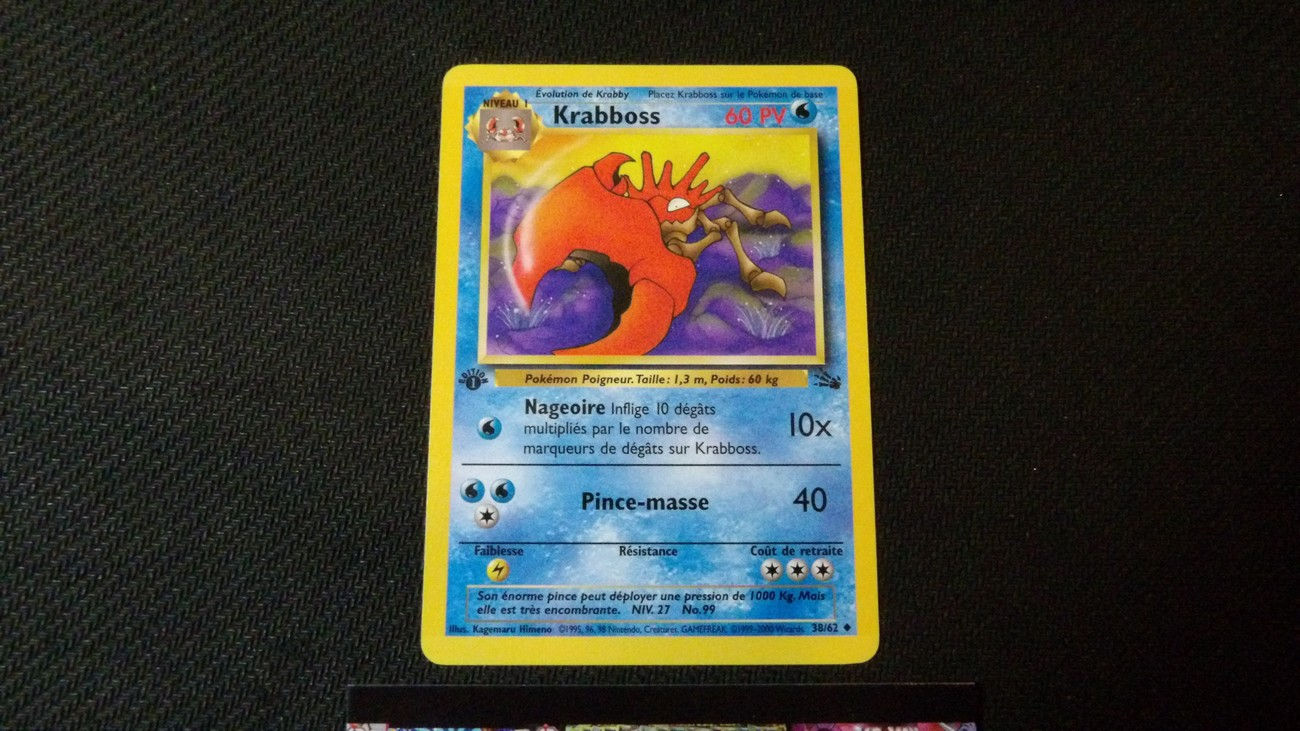 Évolution de Krabby Placez Krabboss sur le Pokémon de base
NIVEAU 1
Krabboss 60 PV
EDITION
1
Pokémon Poigneur. Taille: 1,3 m, Poids: 60 kg
Nageoire Inflige 10 dégâts
multipliés par le nombre de
marqueurs de dégâts sur Krabboss.
10x
Pince-masse 40
Faiblesse Résistance Coût de retraite
Son énorme pince peut déployer une pression de 1000 Kg. Mais
elle est très encombrante. NIV. 27 No.99
Illus. Kagemaru Himeno ©1995, 96, 98 Nintendo, Creatures, GAMEFREAK. ©1999-2000 Wizards. 38/62